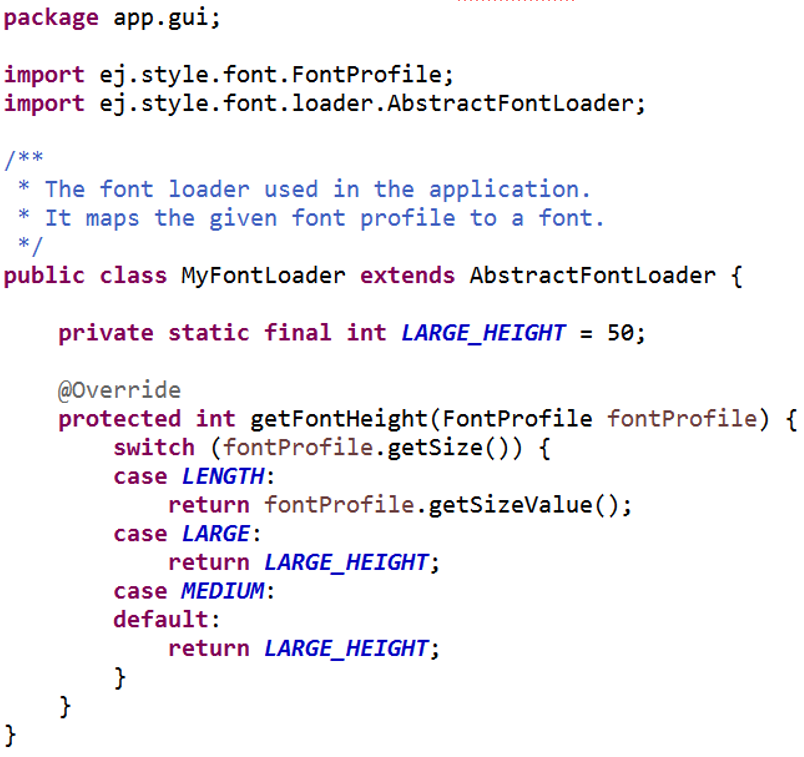 package app.gui;
import ej.style.font.FontProfile;
import ej.style.font.loader.AbstractFontLoader;
/**
 * The font loader used in the application.
 * It maps the given font profile to a font.
 */
public class MyFontLoader extends AbstractFontLoader {
    private static final int LARGE_HEIGHT = 50;
    @Override
    protected int getFontHeight(FontProfile fontProfile) {
        switch (fontProfile.getSize()) {
        case LENGTH:
            return fontProfile.getSizeValue();
        case LARGE:
            return LARGE_HEIGHT;
        case MEDIUM:
        default:
            return LARGE_HEIGHT;
        }
    }
}